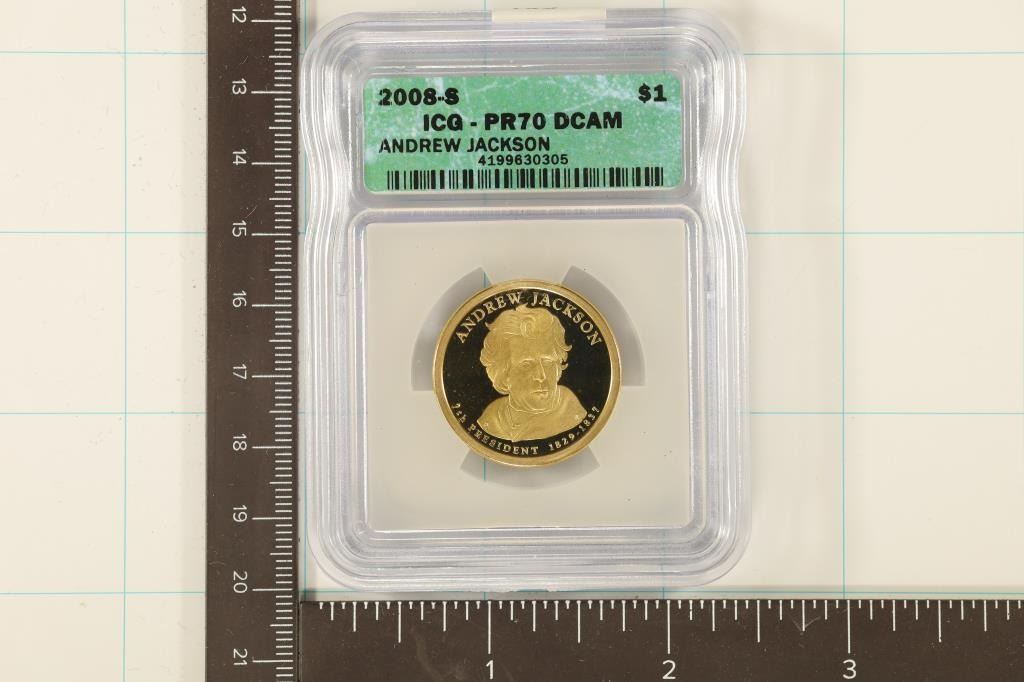 2008-S $1
ICG - PR70 DCAM
ANDREW JACKSON
4199630305
ANDREW JACKSON
7th PRESIDENT 1829-1837
12
13
14
15
16
17
18
19
20
21
1 2 3